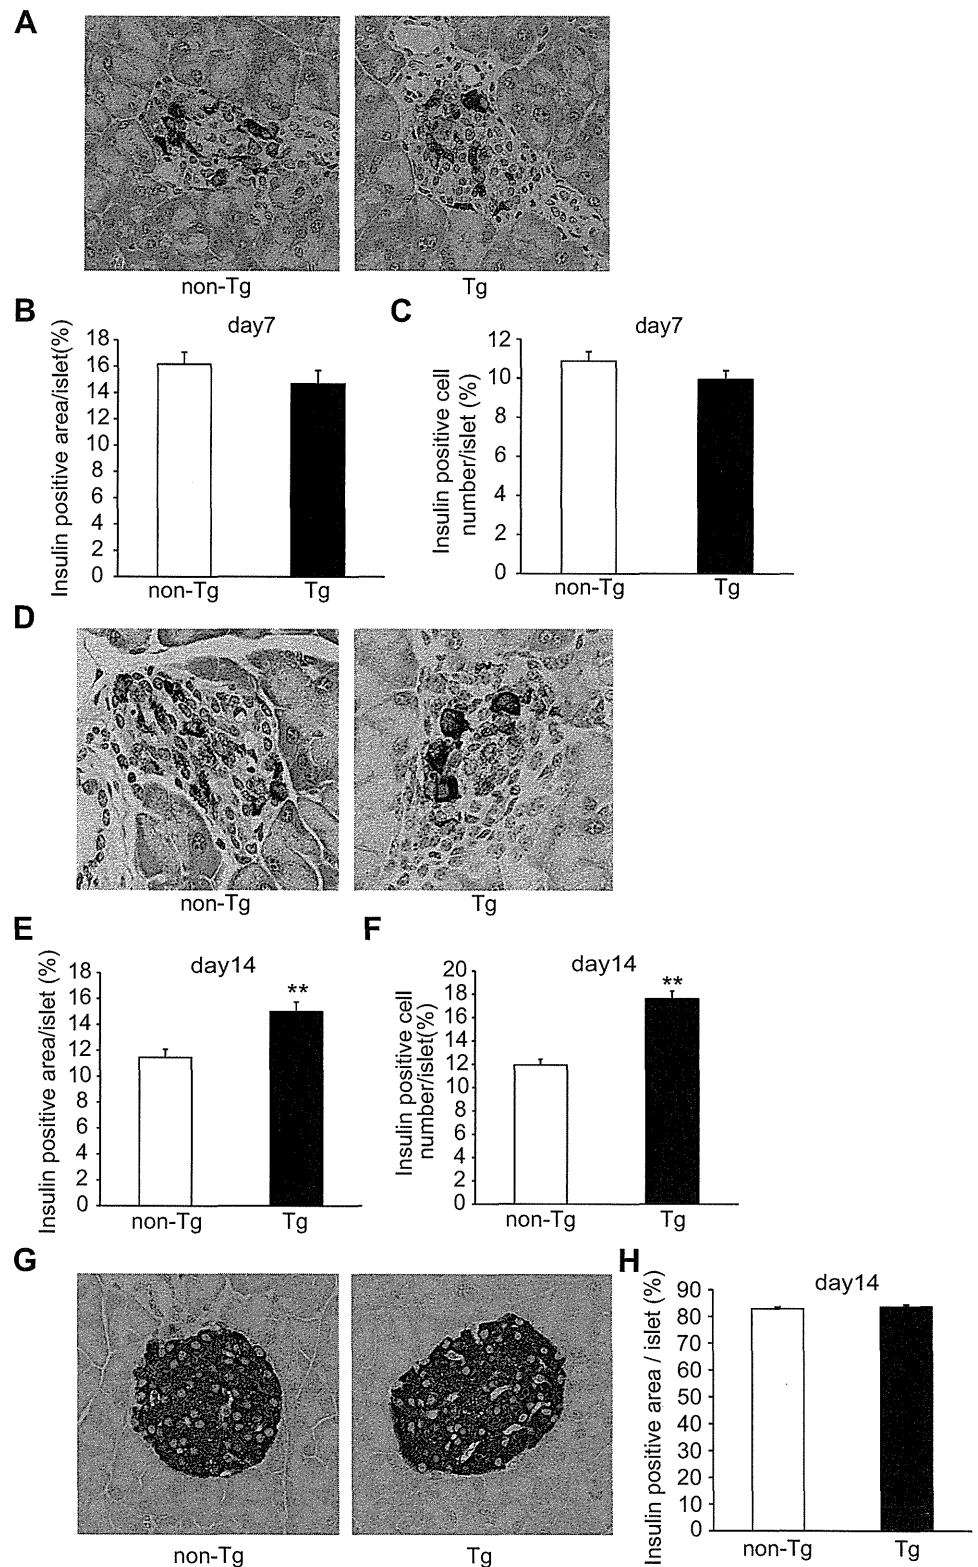 A
non-Tg
Tg
B
day7
Insulin positive area/islet(%)
18
16
14
12
10
8
6
4
2
0
non-Tg
Tg
C
day7
Insulin positive cell
number/islet (%)
12
10
8
6
4
2
0
non-Tg
Tg
D
non-Tg
Tg
E
day14
Insulin positive area/islet (%)
18
16
14
12
10
8
6
4
2
0
**
non-Tg
Tg
F
day14
Insulin positive cell
number/islet(%)
20
18
16
14
12
10
8
6
4
2
0
**
non-Tg
Tg
G
non-Tg
Tg
H
day14
Insulin positive area / islet (%)
90
80
70
60
50
40
30
20
10
0
non-Tg
Tg